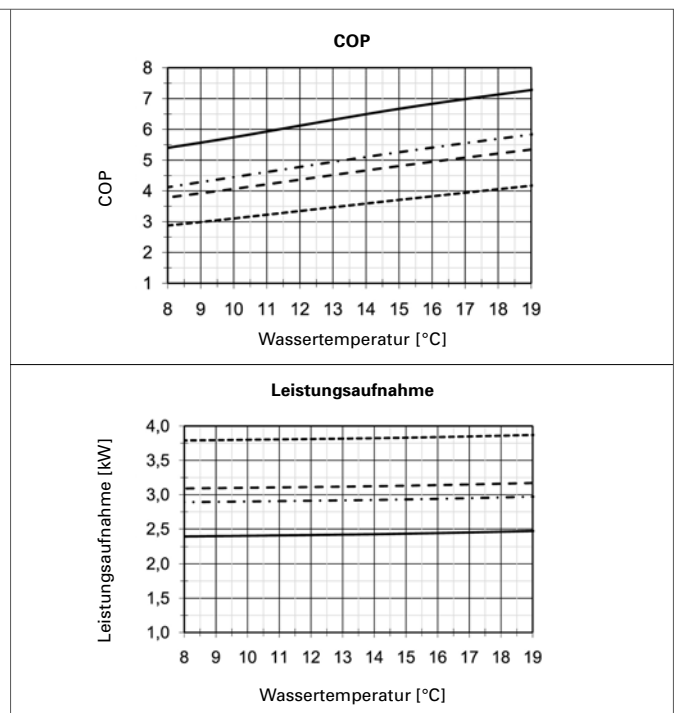 COP
8
7
6
5
4
3
2
1
COP
8 9 10 11 12 13 14 15 16 17 18 19
Wassertemperatur [°C]
Leistungsaufnahme
4,0
3,5
3,0
2,5
2,0
1,5
1,0
Leistungsaufnahme [kW]
8 9 10 11 12 13 14 15 16 17 18 19
Wassertemperatur [°C]